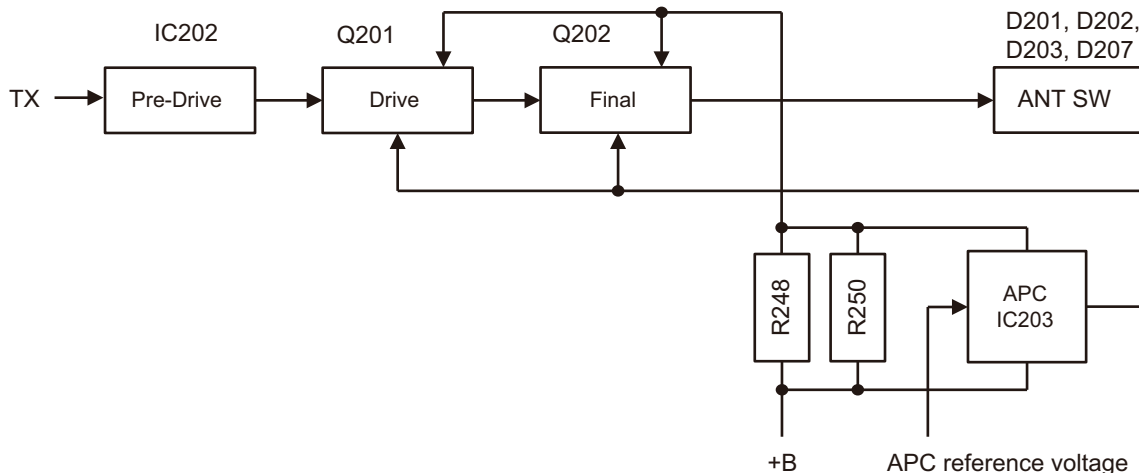 D201, D202,
D203, D207
IC202
Q201
Q202
TX
Pre-Drive
Drive
Final
ANT SW
R248
R250
APC
IC203
+B
APC reference voltage